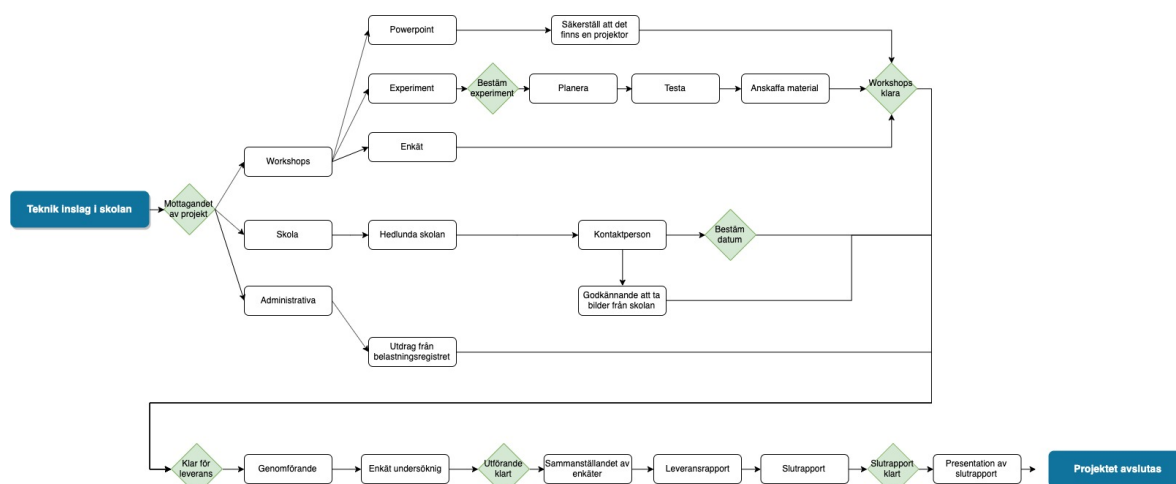 Powerpoint
Säkerställ att det
finns en projektor
Experiment
Bestäm
experiment
Planera
Testa
Anskaffa material
Workshops
klara
Enkät
Workshops
Teknik inslag i skolan
Mottagandet
av projekt
Skola
Hedlunda skolan
Kontaktperson
Bestäm
datum
Administrativa
Godkännande att ta
bilder från skolan
Utdrag från
belastningsregistret
Klar för
leverans
Genomförande
Enkät undersöknig
Utförande
klart
Sammanställandet av
enkäter
Leveransrapport
Slutrapport
Slutrapport
klart
Presentation av
slutrapport
Projektet avslutas